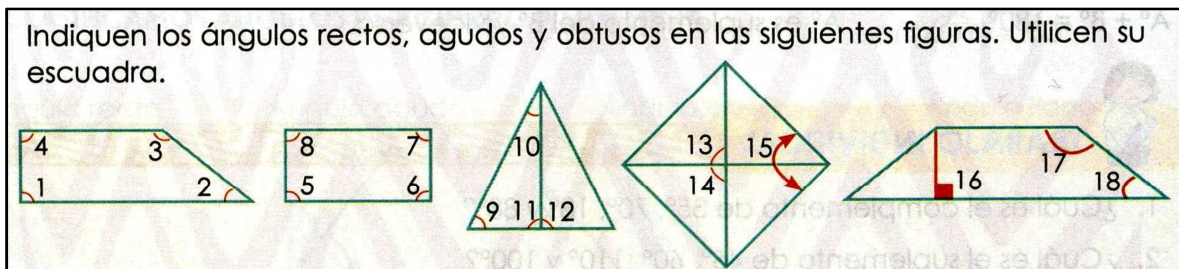 Indiquen los ángulos rectos, agudos y obtusos en las siguientes figuras. Utilicen su
escuadra.
4 3 8 7 10 13 15 17
1 2 5 6 9 11 12 14 16 18